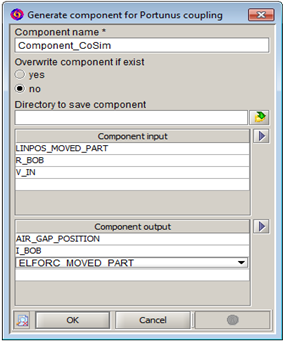 Generate component for Portunus coupling
Component name *
Component_CoSim
Overwrite component if exist
yes
no
Directory to save component
Component input
LINPOS_MOVED_PART
R_BOB
V_IN
Component output
AIR_GAP_POSITION
I_BOB
ELFORC_MOVED_PART
OK
Cancel